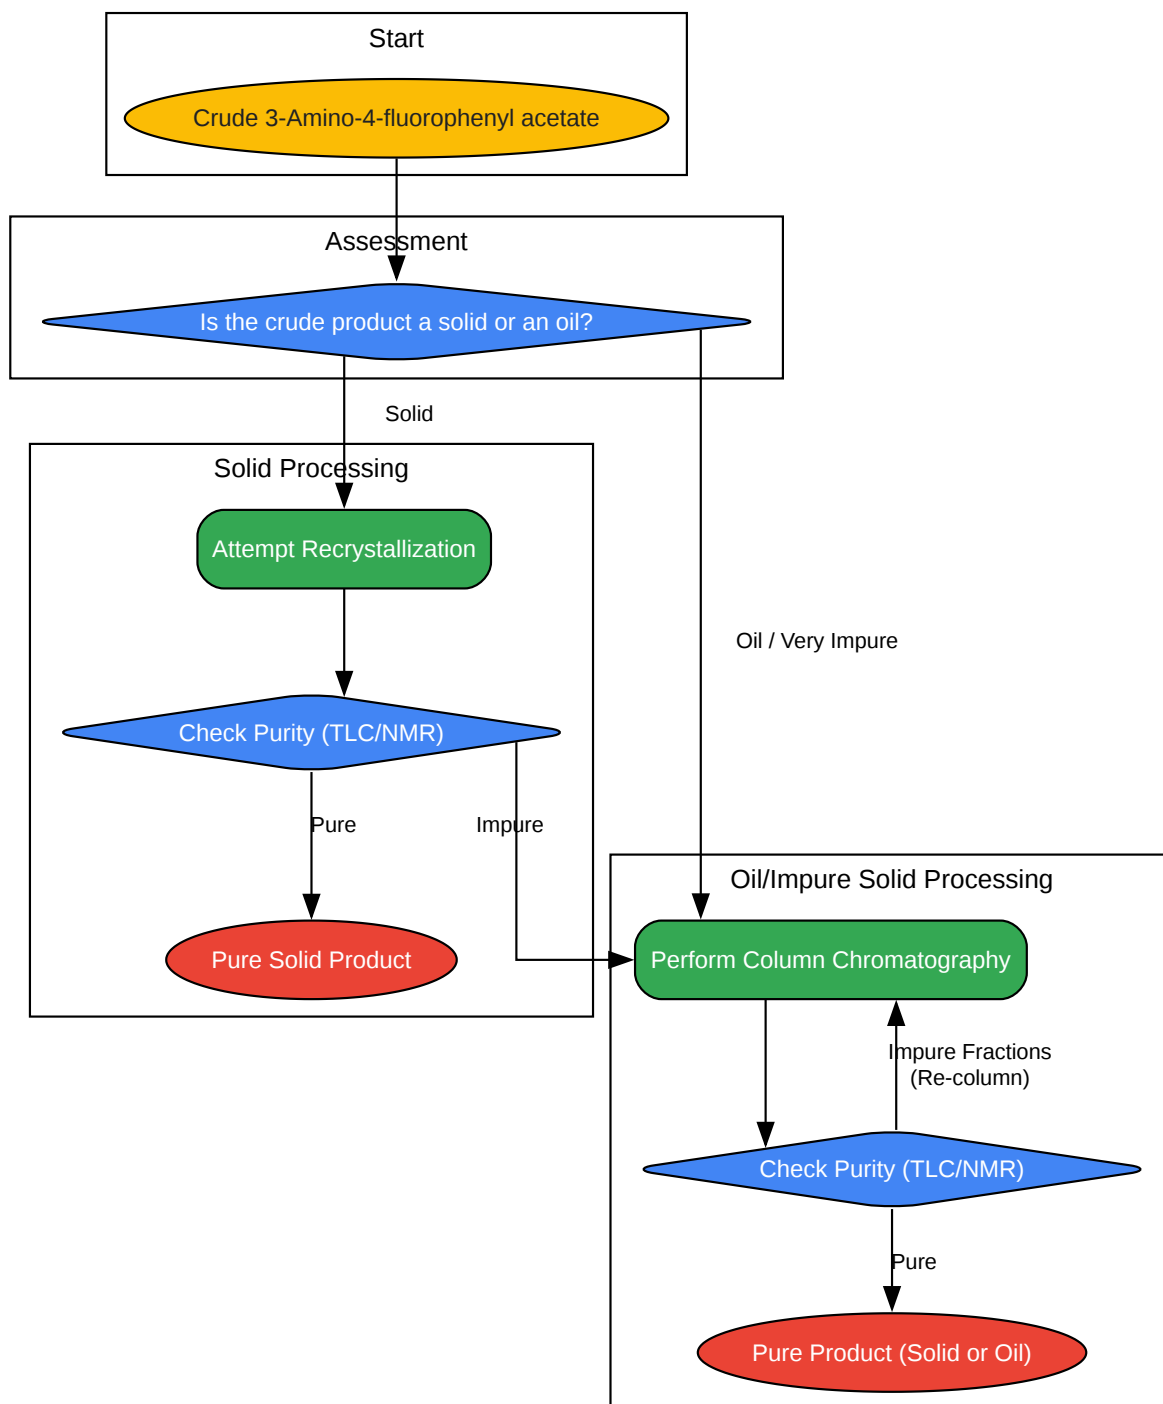 Start
Crude 3-Amino-4-fluorophenyl acetate
Assessment
Is the crude product a solid or an oil?
Solid
Solid Processing
Attempt Recrystallization
Oil / Very Impure
Check Purity (TLC/NMR)
Pure
Impure
Oil/Impure Solid Processing
Pure Solid Product
Perform Column Chromatography
Impure Fractions
(Re-column)
Check Purity (TLC/NMR)
Pure
Pure Product (Solid or Oil)